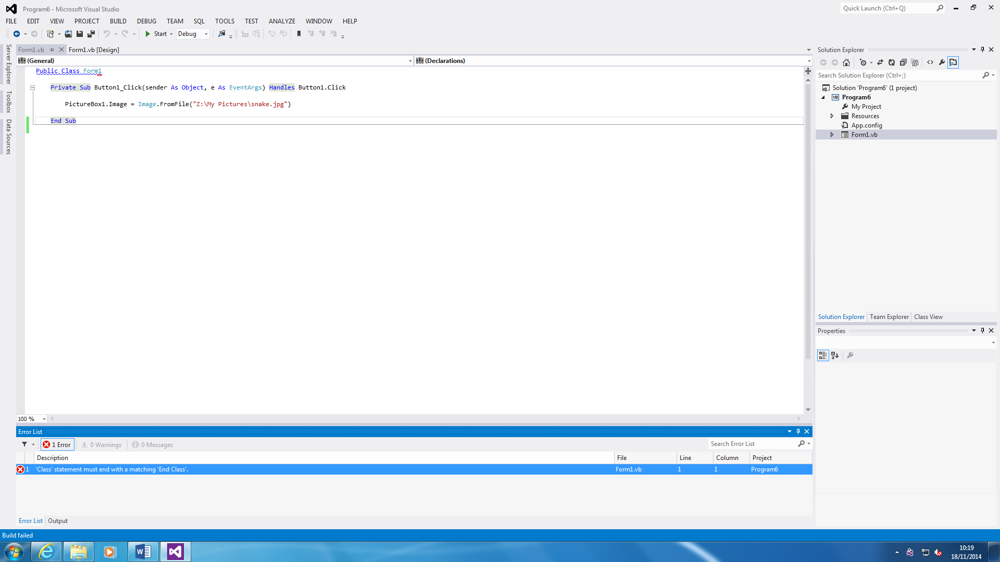 Program6 - Microsoft Visual Studio
Quick Launch (Ctrl+Q)
FILE EDIT VIEW PROJECT BUILD DEBUG TEAM SQL TOOLS TEST ANALYZE WINDOW HELP
Start Debug
Server Explorer
Toolbox
Data Sources
Form1.vb Form1.vb [Design]
(General) (Declarations)
Public Class Form1
Private Sub Button1_Click(sender As Object, e As EventArgs) Handles Button1.Click
PictureBox1.Image = Image.FromFile("Z:\My Pictures\snake.jpg")
End Sub
100 %
Solution Explorer
Search Solution Explorer (Ctrl+;)
Solution 'Program6' (1 project)
VB Program6
My Project
Resources
App.config
Form1.vb
Solution Explorer Team Explorer Class View
Properties
Error List
1 Error 0 Warnings 0 Messages
Search Error List
Description File Line Column Project
1 'Class' statement must end with a matching 'End Class'. Form1.vb 1 1 Program6
Error List Output
Build failed
10:19
18/11/2014